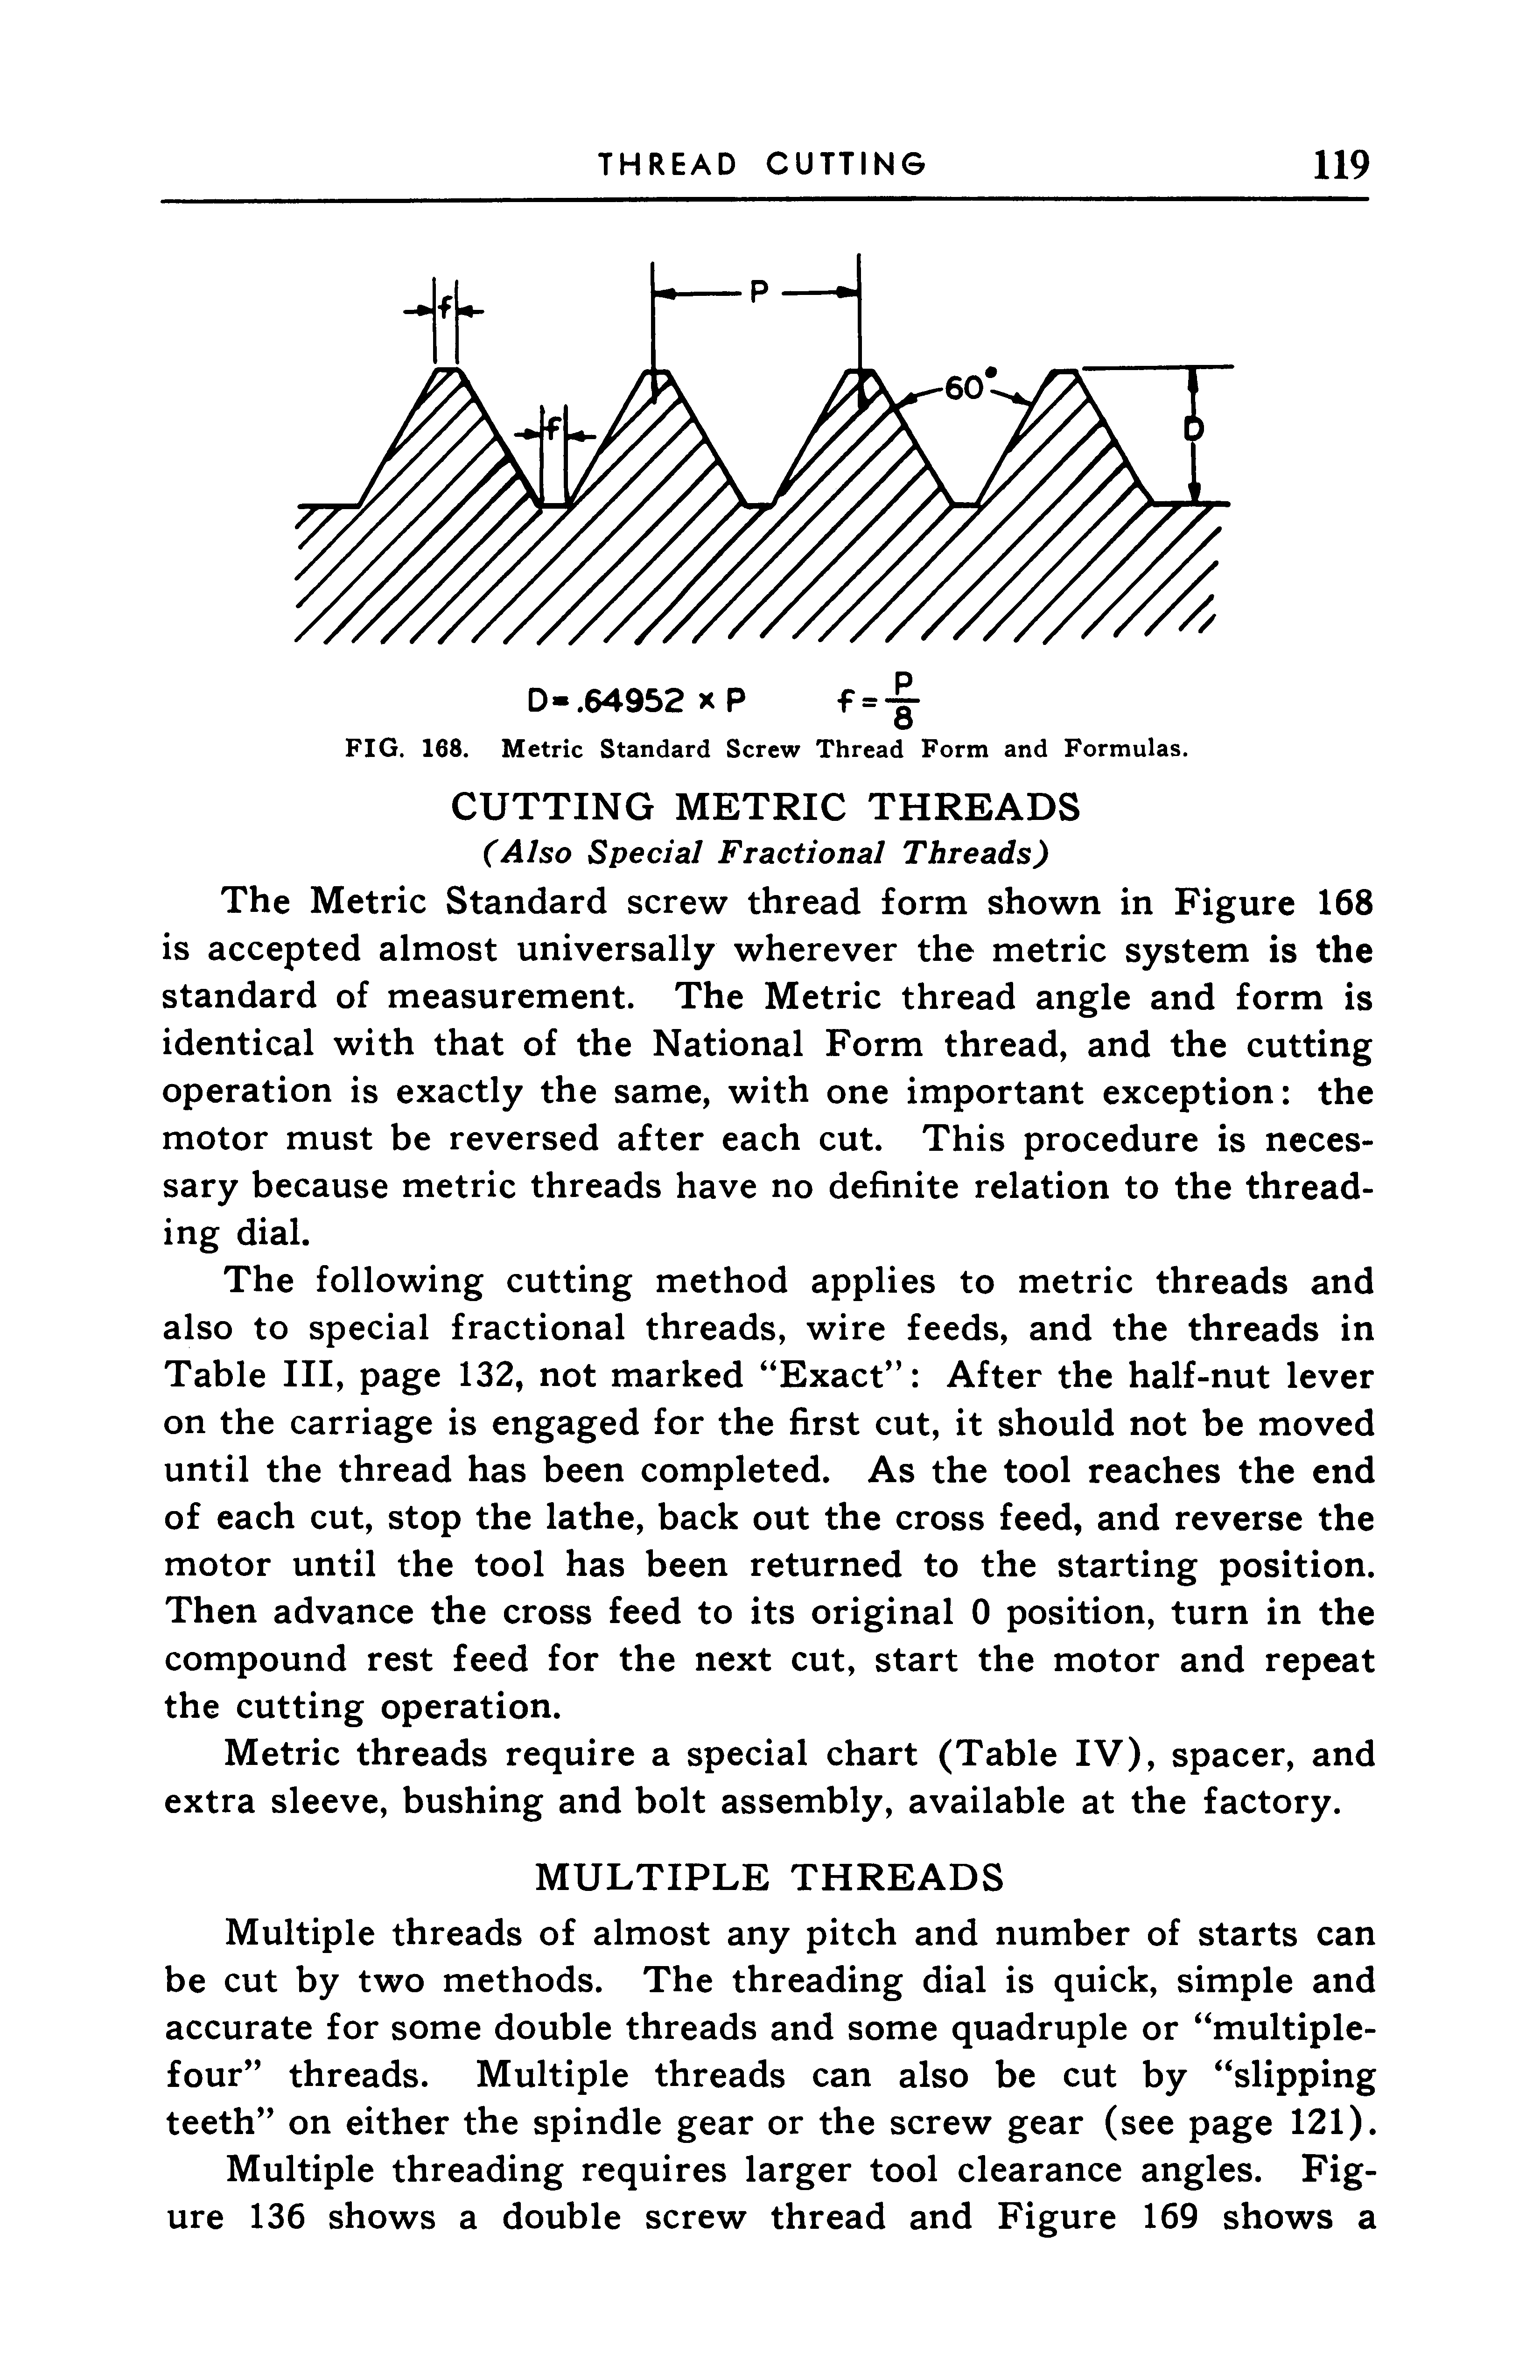 THREAD CUTTING 119
f
P
f
60°
D
D=.64952 × P f=P/8
FIG. 168. Metric Standard Screw Thread Form and Formulas.
CUTTING METRIC THREADS
(Also Special Fractional Threads)
The Metric Standard screw thread form shown in Figure 168
is accepted almost universally wherever the metric system is the
standard of measurement. The Metric thread angle and form is
identical with that of the National Form thread, and the cutting
operation is exactly the same, with one important exception: the
motor must be reversed after each cut. This procedure is neces-
sary because metric threads have no definite relation to the thread-
ing dial.
The following cutting method applies to metric threads and
also to special fractional threads, wire feeds, and the threads in
Table III, page 132, not marked “Exact”: After the half-nut lever
on the carriage is engaged for the first cut, it should not be moved
until the thread has been completed. As the tool reaches the end
of each cut, stop the lathe, back out the cross feed, and reverse the
motor until the tool has been returned to the starting position.
Then advance the cross feed to its original 0 position, turn in the
compound rest feed for the next cut, start the motor and repeat
the cutting operation.
Metric threads require a special chart (Table IV), spacer, and
extra sleeve, bushing and bolt assembly, available at the factory.
MULTIPLE THREADS
Multiple threads of almost any pitch and number of starts can
be cut by two methods. The threading dial is quick, simple and
accurate for some double threads and some quadruple or “multiple-
four” threads. Multiple threads can also be cut by “slipping
teeth” on either the spindle gear or the screw gear (see page 121).
Multiple threading requires larger tool clearance angles. Fig-
ure 136 shows a double screw thread and Figure 169 shows a